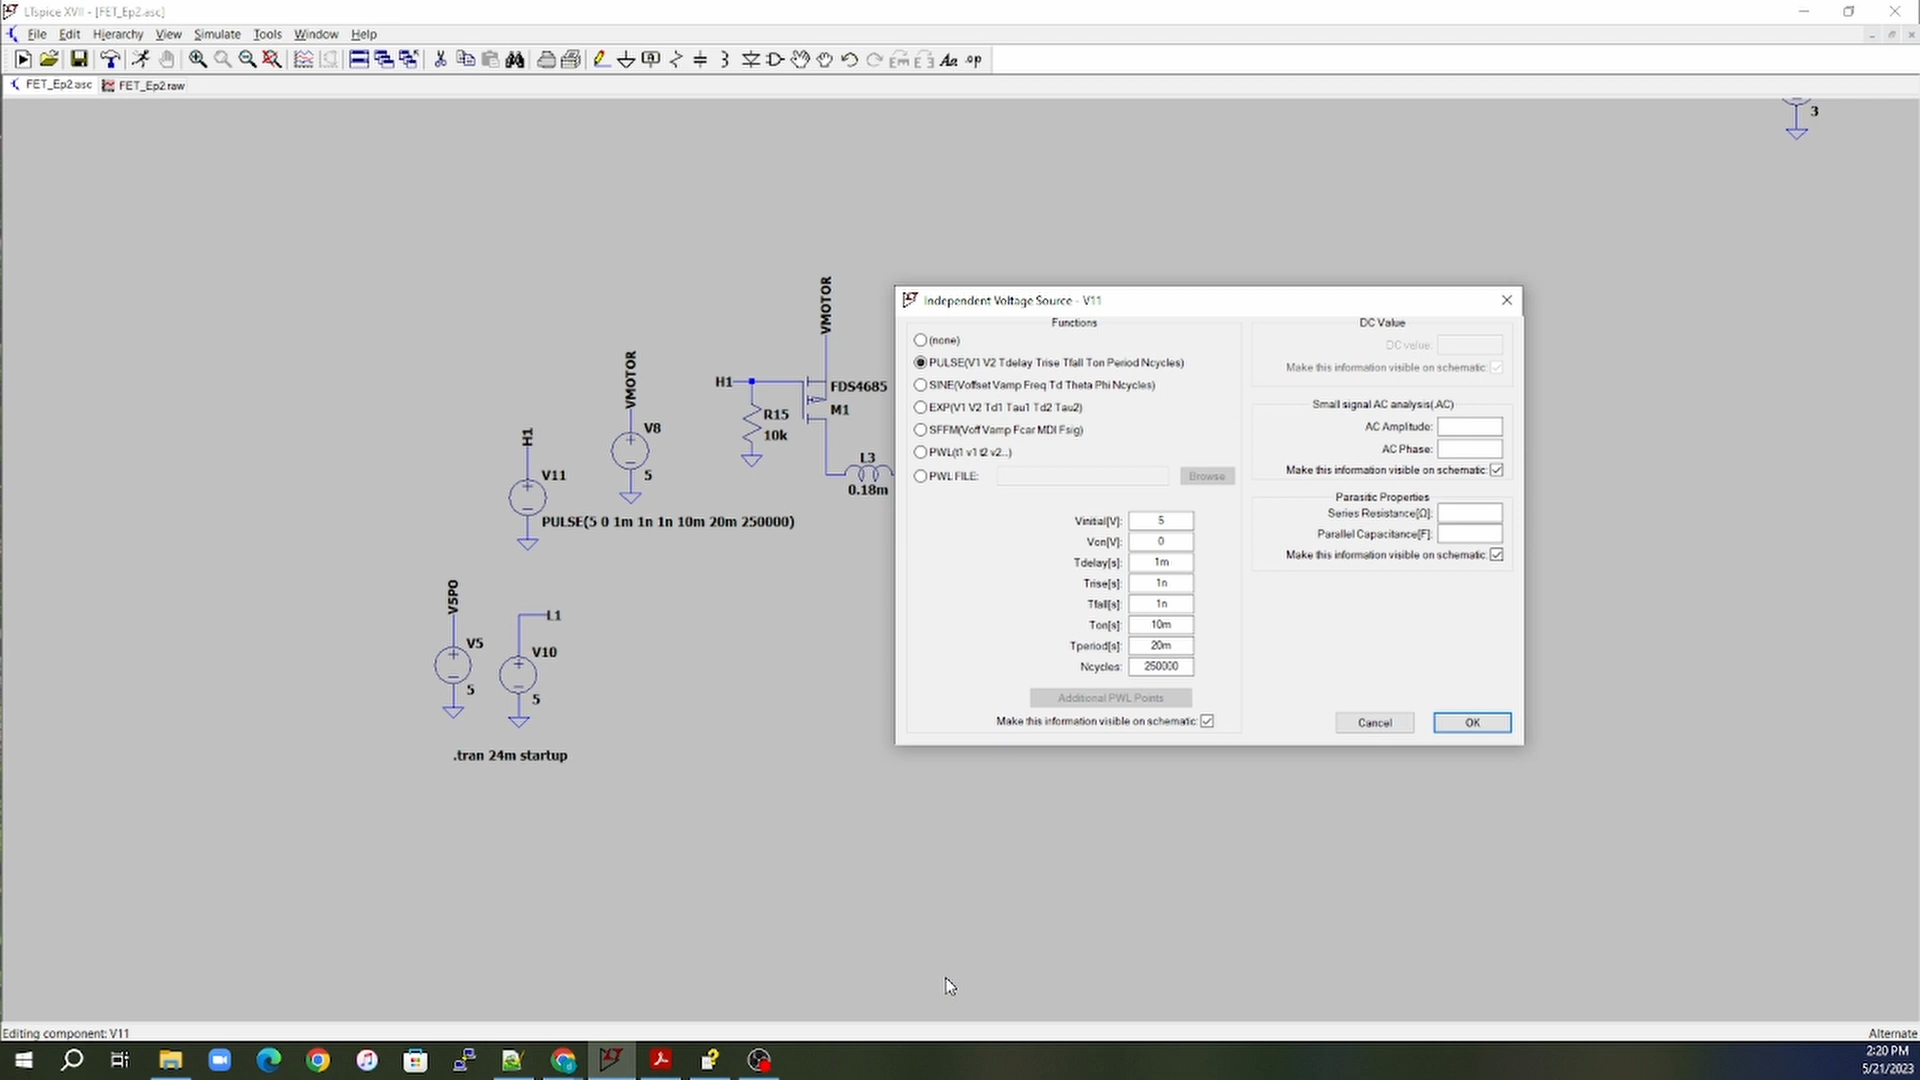 LTspice XVII - [FET_Ep2.asc]
File Edit Hierarchy View Simulate Tools Window Help
Aa .op
FET_Ep2.asc FET_Ep2.raw
3
VMOTOR
VMOTOR
H1
FDS4685
M1
R15
10k
L3
0.18m
H1
V8
5
V11
PULSE(5 0 1m 1n 1n 10m 20m 250000)
V5P0
V5
5
L1
V10
5
.tran 24m startup
Independent Voltage Source - V11
Functions
(none)
PULSE(V1 V2 Tdelay Trise Tfall Ton Period Ncycles)
SINE(Voffset Vamp Freq Td Theta Phi Ncycles)
EXP(V1 V2 Td1 Tau1 Td2 Tau2)
SFFM(Voff Vamp Fcar MDI Fsig)
PWL(t1 v1 t2 v2...)
PWL FILE: Browse
Vinitial[V]: 5
Von[V]: 0
Tdelay[s]: 1m
Trise[s]: 1n
Tfall[s]: 1n
Ton[s]: 10m
Tperiod[s]: 20m
Ncycles: 250000
Additional PWL Points
Make this information visible on schematic:
DC Value
DC value:
Make this information visible on schematic:
Small signal AC analysis(.AC)
AC Amplitude:
AC Phase:
Make this information visible on schematic:
Parasitic Properties
Series Resistance[Ω]:
Parallel Capacitance[F]:
Make this information visible on schematic:
Cancel OK
Editing component: V11
Alternate
2:20 PM
5/21/2023